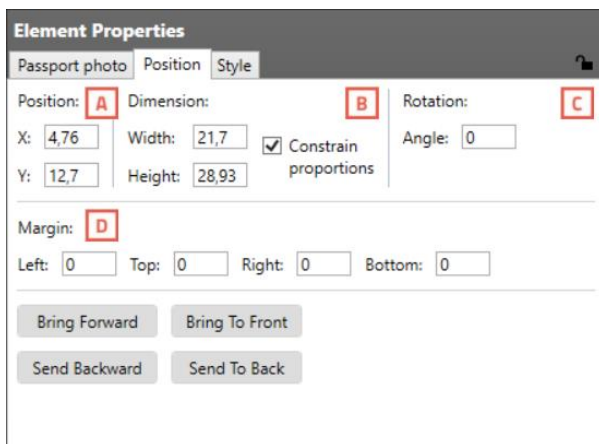 Element Properties
Passport photo Position Style
Position: A Dimension: B Rotation: C
X: 4,76 Width: 21,7 Constrain proportions Angle: 0
Y: 12,7 Height: 28,93
Margin: D
Left: 0 Top: 0 Right: 0 Bottom: 0
Bring Forward Bring To Front
Send Backward Send To Back